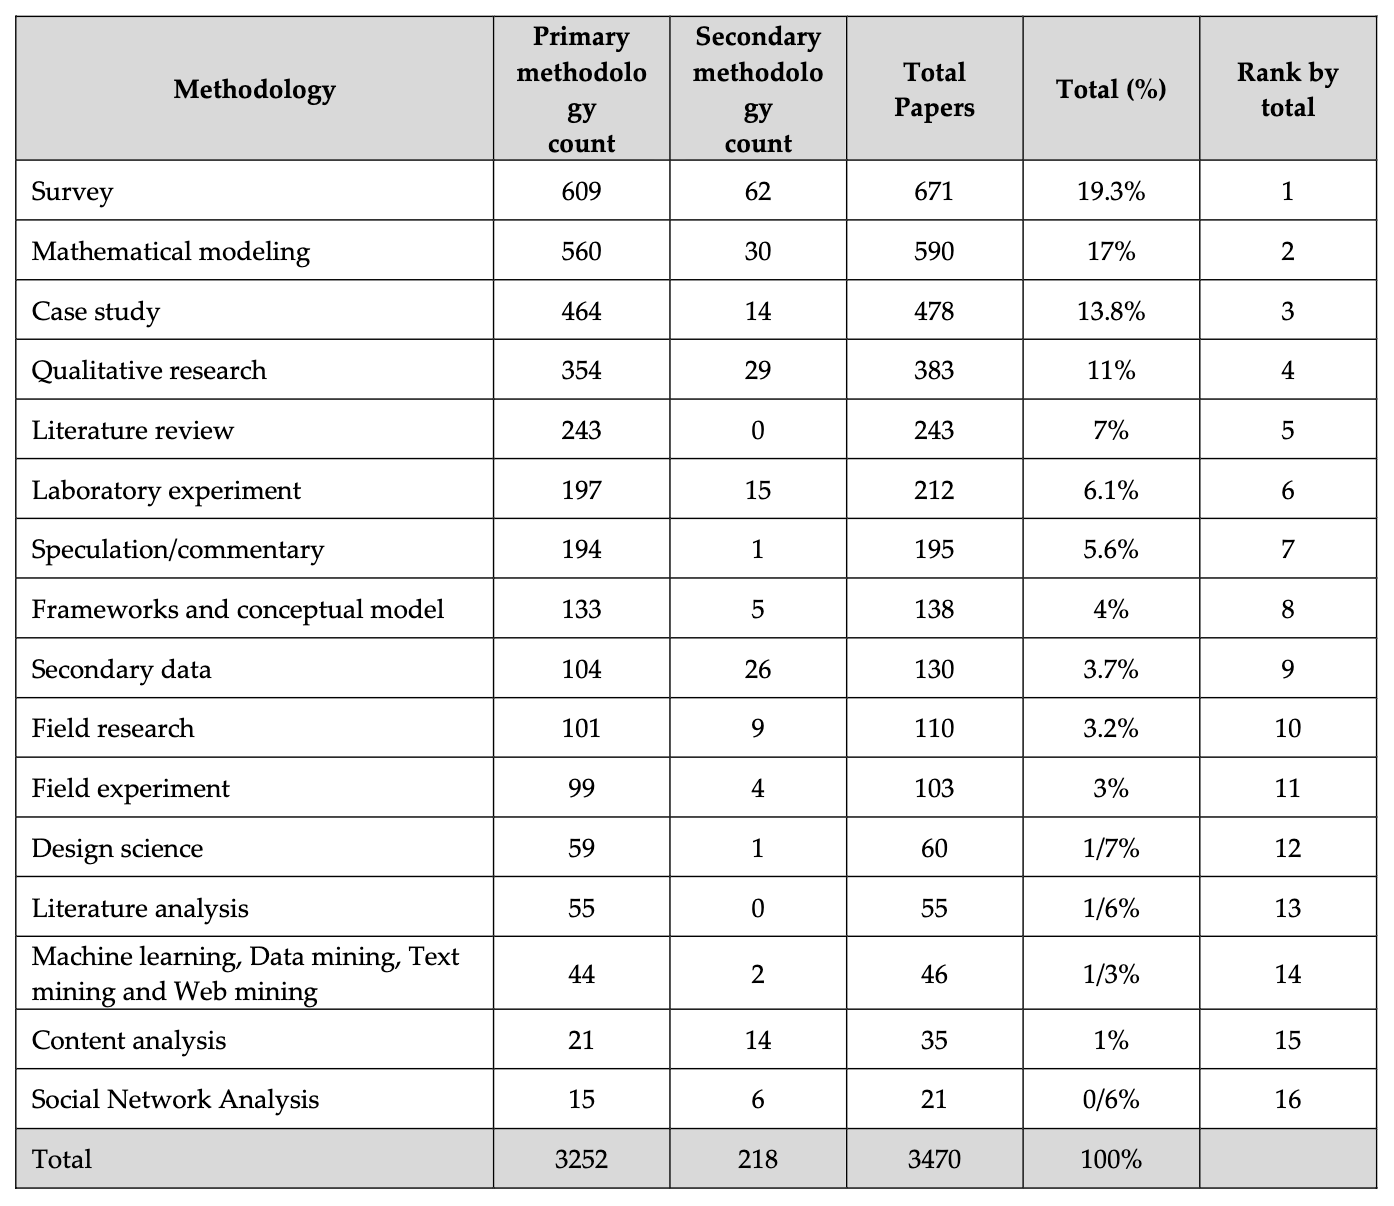 Methodology Primary methodolo gy count Secondary methodolo gy count Total Papers Total (%) Rank by total
Survey 609 62 671 19.3% 1
Mathematical modeling 560 30 590 17% 2
Case study 464 14 478 13.8% 3
Qualitative research 354 29 383 11% 4
Literature review 243 0 243 7% 5
Laboratory experiment 197 15 212 6.1% 6
Speculation/commentary 194 1 195 5.6% 7
Frameworks and conceptual model 133 5 138 4% 8
Secondary data 104 26 130 3.7% 9
Field research 101 9 110 3.2% 10
Field experiment 99 4 103 3% 11
Design science 59 1 60 1/7% 12
Literature analysis 55 0 55 1/6% 13
Machine learning, Data mining, Text mining and Web mining 44 2 46 1/3% 14
Content analysis 21 14 35 1% 15
Social Network Analysis 15 6 21 0/6% 16
Total 3252 218 3470 100%